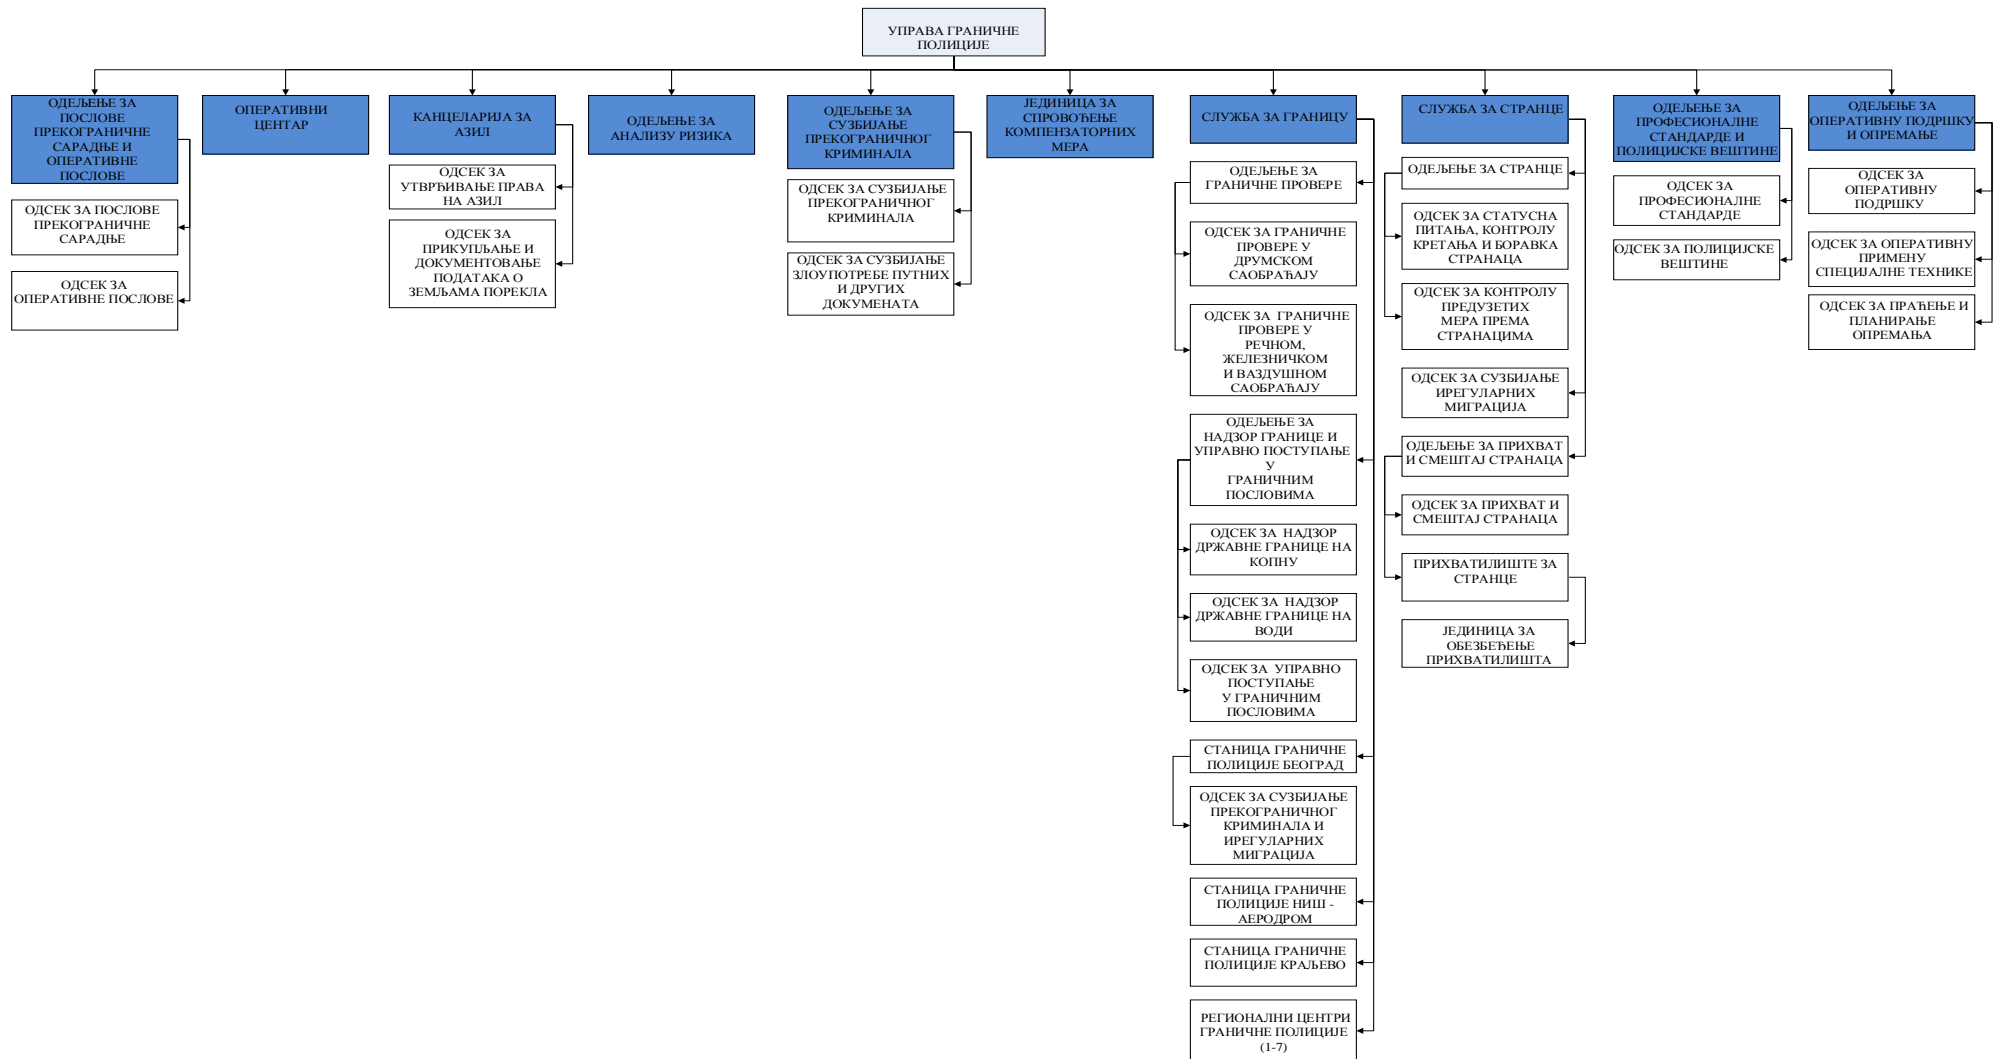 УПРАВА ГРАНИЧНЕ
ПОЛИЦИЈЕ
ОДЕЉЕЊЕ ЗА
ПОСЛОВЕ
ПРЕКОГРАНИЧНЕ
САРАДЊЕ И
ОПЕРАТИВНЕ
ПОСЛОВЕ
ОДСЕК ЗА ПОСЛОВЕ
ПРЕКОГРАНИЧНЕ
САРАДЊЕ
ОДСЕК ЗА
ОПЕРАТИВНЕ ПОСЛОВЕ
ОПЕРАТИВНИ
ЦЕНТАР
КАНЦЕЛАРИЈА ЗА
АЗИЛ
ОДСЕК ЗА
УТВРЂИВАЊЕ ПРАВА
НА АЗИЛ
ОДСЕК ЗА
ПРИКУПЉАЊЕ И
ДОКУМЕНТОВАЊЕ
ПОДАТАКА О
ЗЕМЉАМА ПОРЕКЛА
ОДЕЉЕЊЕ ЗА
АНАЛИЗУ РИЗИКА
ОДЕЉЕЊЕ ЗА
СУЗБИЈАЊЕ
ПРЕКОГРАНИЧНОГ
КРИМИНАЛА
ОДСЕК ЗА СУЗБИЈАЊЕ
ПРЕКОГРАНИЧНОГ
КРИМИНАЛА
ОДСЕК ЗА СУЗБИЈАЊЕ
ЗЛОУПОТРЕБЕ ПУТНИХ
И ДРУГИХ
ДОКУМЕНАТА
ЈЕДИНИЦА ЗА
СПРОВОЂЕЊЕ
КОМПЕНЗАТОРНИХ
МЕРА
СЛУЖБА ЗА ГРАНИЦУ
ОДЕЉЕЊЕ ЗА
ГРАНИЧНЕ ПРОВЕРЕ
ОДСЕК ЗА ГРАНИЧНЕ
ПРОВЕРЕ У
ДРУМСКОМ
САОБРАЋАЈУ
ОДСЕК ЗА ГРАНИЧНЕ
ПРОВЕРЕ У
РЕЧНОМ,
ЖЕЛЕЗНИЧКОМ
И ВАЗДУШНОМ
САОБРАЋАЈУ
ОДЕЉЕЊЕ ЗА
НАДЗОР ГРАНИЦЕ И
УПРАВНО ПОСТУПАЊЕ
У
ГРАНИЧНИМ
ПОСЛОВИМА
ОДСЕК ЗА НАДЗОР
ДРЖАВНЕ ГРАНИЦЕ НА
КОПНУ
ОДСЕК ЗА НАДЗОР
ДРЖАВНЕ ГРАНИЦЕ НА
ВОДИ
ОДСЕК ЗА УПРАВНО
ПОСТУПАЊЕ
У ГРАНИЧНИМ
ПОСЛОВИМА
СТАНИЦА ГРАНИЧНЕ
ПОЛИЦИЈЕ БЕОГРАД
ОДСЕК ЗА СУЗБИЈАЊЕ
ПРЕКОГРАНИЧНОГ
КРИМИНАЛА И
ИРЕГУЛАРНИХ
МИГРАЦИЈА
СТАНИЦА ГРАНИЧНЕ
ПОЛИЦИЈЕ НИШ -
АЕРОДРОМ
СТАНИЦА ГРАНИЧНЕ
ПОЛИЦИЈЕ КРАЉЕВО
РЕГИОНАЛНИ ЦЕНТРИ
ГРАНИЧНЕ ПОЛИЦИЈЕ
(1-7)
СЛУЖБА ЗА СТРАНЦЕ
ОДЕЉЕЊЕ ЗА СТРАНЦЕ
ОДСЕК ЗА СТАТУСНА
ПИТАЊА, КОНТРОЛУ
КРЕТАЊА И БОРАВКА
СТРАНАЦА
ОДСЕК ЗА КОНТРОЛУ
ПРЕДУЗЕТИХ
МЕРА ПРЕМА
СТРАНАЦИМА
ОДСЕК ЗА СУЗБИЈАЊЕ
ИРЕГУЛАРНИХ
МИГРАЦИЈА
ОДЕЉЕЊЕ ЗА ПРИХВАТ
И СМЕШТАЈ СТРАНАЦА
ОДСЕК ЗА ПРИХВАТ И
СМЕШТАЈ СТРАНАЦА
ПРИХВАТИЛИШТЕ ЗА
СТРАНЦЕ
ЈЕДИНИЦА ЗА
ОБЕЗБЕЂЕЊЕ
ПРИХВАТИЛИШТА
ОДЕЉЕЊЕ ЗА
ПРОФЕСИОНАЛНЕ
СТАНДАРДЕ И
ПОЛИЦИЈСКЕ ВЕШТИНЕ
ОДСЕК ЗА
ПРОФЕСИОНАЛНЕ
СТАНДАРДЕ
ОДСЕК ЗА ПОЛИЦИЈСКЕ
ВЕШТИНЕ
ОДЕЉЕЊЕ ЗА
ОПЕРАТИВНУ ПОДРШКУ
И ОПРЕМАЊЕ
ОДСЕК ЗА
ОПЕРАТИВНУ
ПОДРШКУ
ОДСЕК ЗА ОПЕРАТИВНУ
ПРИМЕНУ
СПЕЦИЈАЛНЕ ТЕХНИКЕ
ОДСЕК ЗА ПРАЋЕЊЕ И
ПЛАНИРАЊЕ
ОПРЕМАЊА